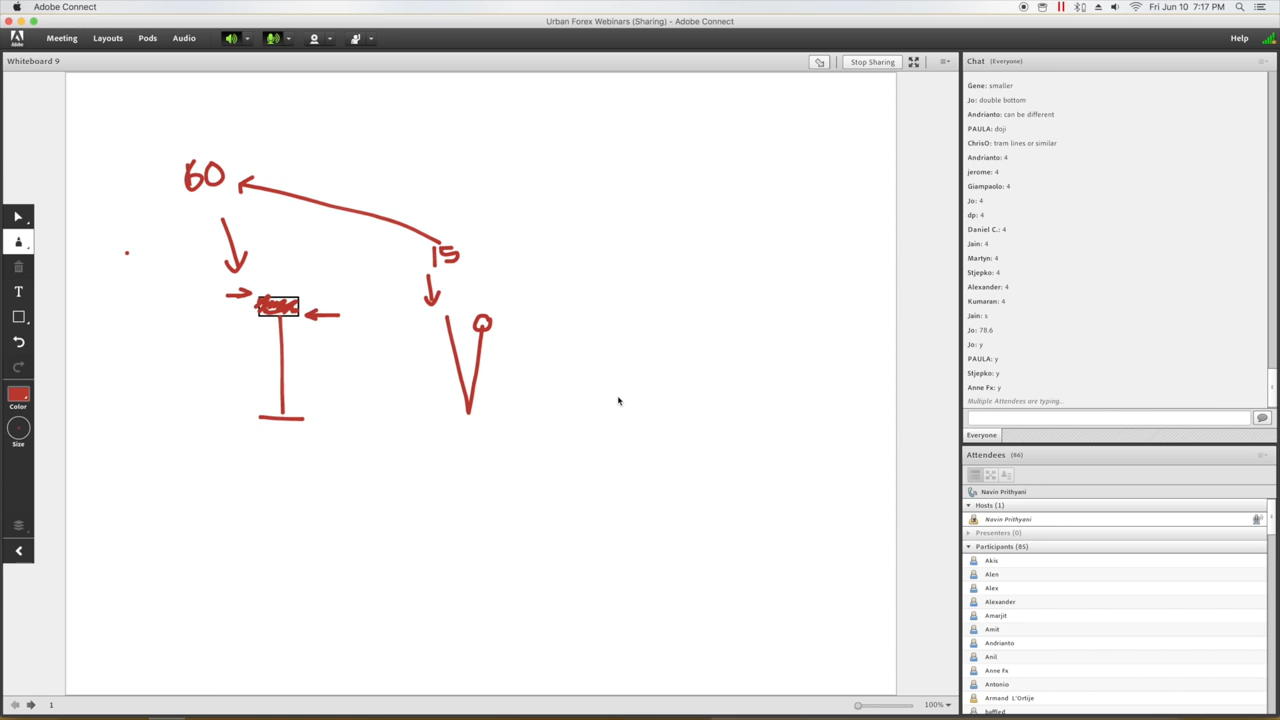 Adobe Connect
Fri Jun 10 7:17 PM
Urban Forex Webinars (Sharing) - Adobe Connect
Adobe
Meeting
Layouts
Pods
Audio
Help
Whiteboard 9
Stop Sharing
60
15
Color
Size
1
100%
Chat (Everyone)
Gene: smaller
Jo: double bottom
Andrianto: can be different
PAULA: doji
ChrisO: tram lines or similar
Andrianto: 4
jerome: 4
Giampaolo: 4
Jo: 4
dp: 4
Daniel C.: 4
Jain: 4
Martyn: 4
Stjepko: 4
Alexander: 4
Kumaran: 4
Jain: s
Jo: 78.6
Jo: y
PAULA: y
Stjepko: y
Anne Fx: y
Multiple Attendees are typing..
Everyone
Attendees (86)
Navin Prithyani
Hosts (1)
Navin Prithyani
Presenters (0)
Participants (85)
Akis
Alen
Alex
Alexander
Amarjit
Amit
Andrianto
Anil
Anne Fx
Antonio
Armand L'Ortije
baffled